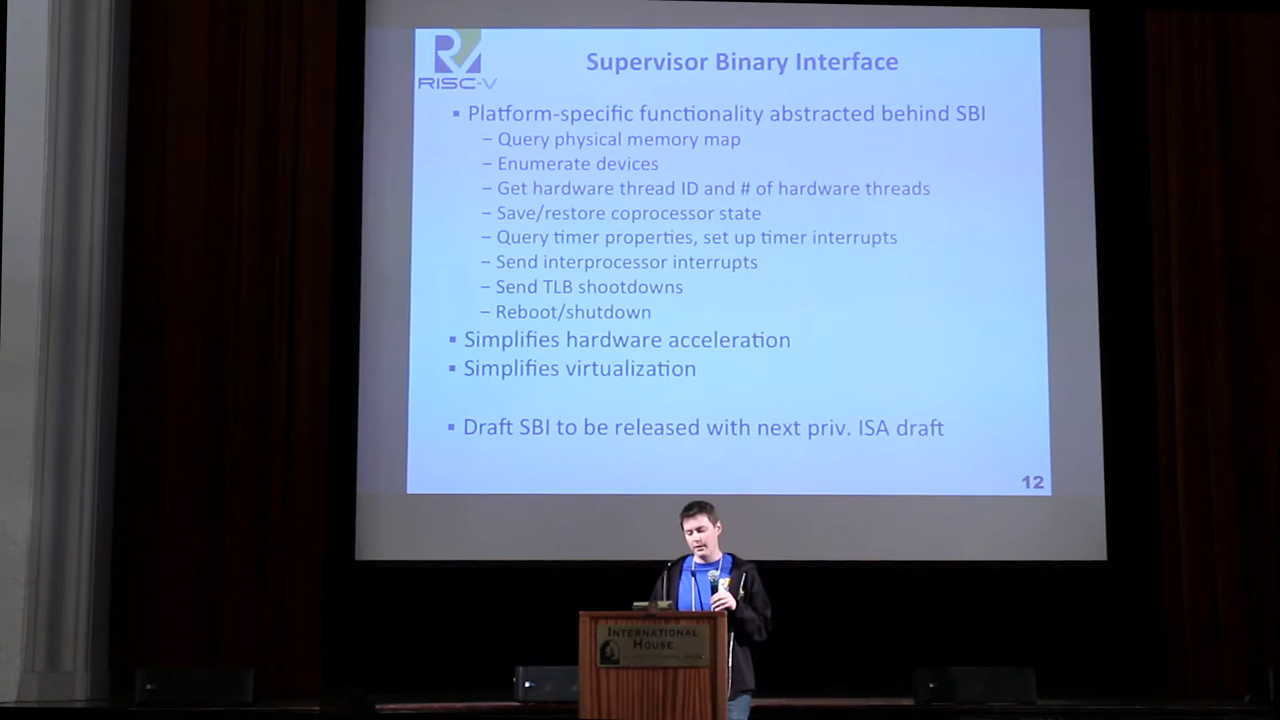 RISC-V
Supervisor Binary Interface
▪ Platform-specific functionality abstracted behind SBI
– Query physical memory map
– Enumerate devices
– Get hardware thread ID and # of hardware threads
– Save/restore coprocessor state
– Query timer properties, set up timer interrupts
– Send interprocessor interrupts
– Send TLB shootdowns
– Reboot/shutdown
▪ Simplifies hardware acceleration
▪ Simplifies virtualization
▪ Draft SBI to be released with next priv. ISA draft
12
INTERNATIONAL
HOUSE